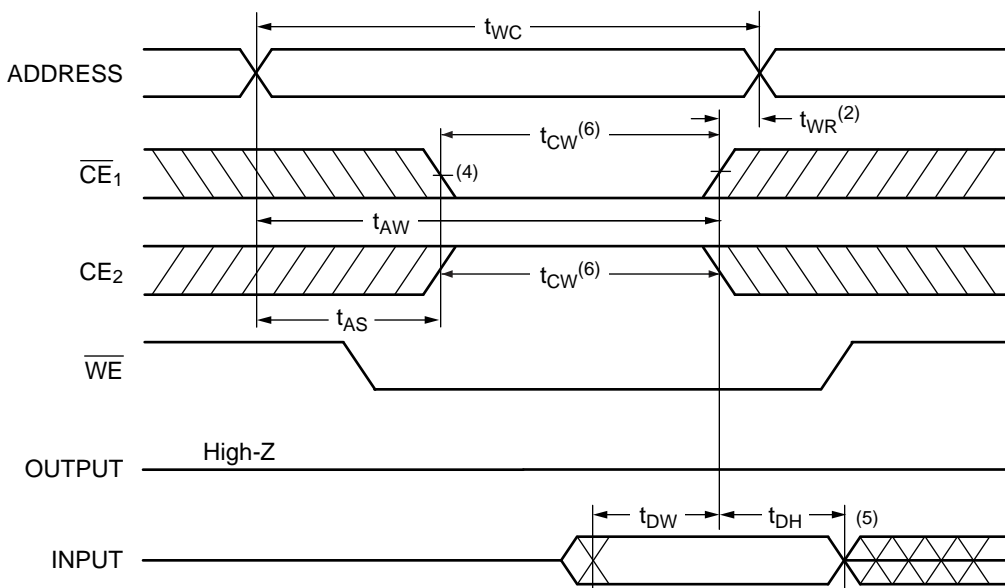 tWC
ADDRESS
tWR(2)
tCW(6)
CE1
(4)
tAW
CE2
tCW(6)
tAS
WE
OUTPUT
High-Z
tDW
tDH
(5)
INPUT